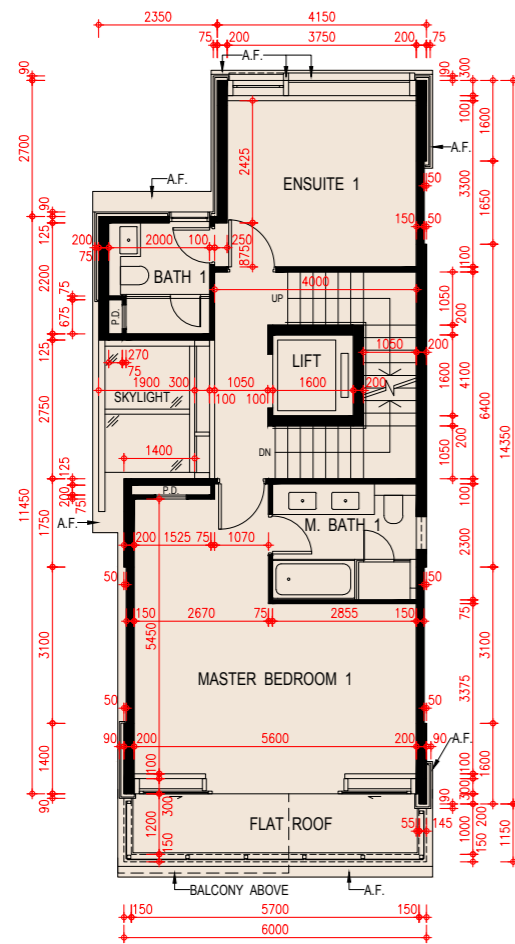 2350 4150
75 200 3750 200 75
A.F.
90 90 300
100
1600
A.F.
2700 2425 3300
ENSUITE 1
A.F. 50
1650
90 150 50
125
200 2000 100 250
75 875 1100
2200 BATH 1
4000
75 UP 1050
675 P.D. 200
1050 200
125 LIFT
270
75 1600 4100
1900 300 1050 1600 200
100 100
SKYLIGHT
2750 6400
14350
1400 200
DN 1050
125
P.D. 100
200
75
11450 1750 A.F.
M. BATH 1
200 1525 75 1070 2300
50 50
150 2670 75 2855 150 75
5450
3100 3100
MASTER BEDROOM 1
3375
50 50
90 200 5600 200 90
A.F.
1400 100 1600
300
90 300 90
FLAT ROOF
55 145
1200 1000 200
150 150 1150
BALCONY ABOVE A.F.
150 5700 150
6000